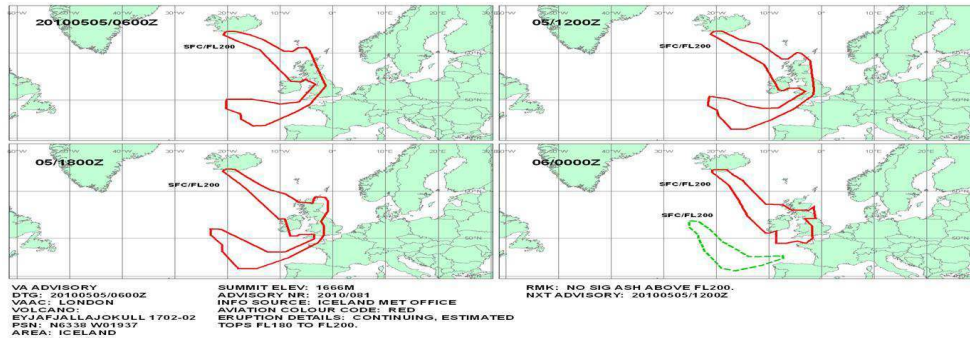 20100505/0600Z
SFC/FL200
05/1200Z
SFC/FL200
05/1800Z
SFC/FL200
06/0000Z
SFC/FL200
SFC/FL200
VA ADVISORY
DTG: 20100505/0600Z
VAAC: LONDON
VOLCANO:
EYJAFJALLAJOKULL 1702-02
PSN: N6338 W01937
AREA: ICELAND
SUMMIT ELEV: 1666M
ADVISORY NR: 2010/081
INFO SOURCE: ICELAND MET OFFICE
AVIATION COLOUR CODE: RED
ERUPTION DETAILS: CONTINUING, ESTIMATED
TOPS FL180 TO FL200.
RMK: NO SIG ASH ABOVE FL200.
NXT ADVISORY: 20100505/1200Z